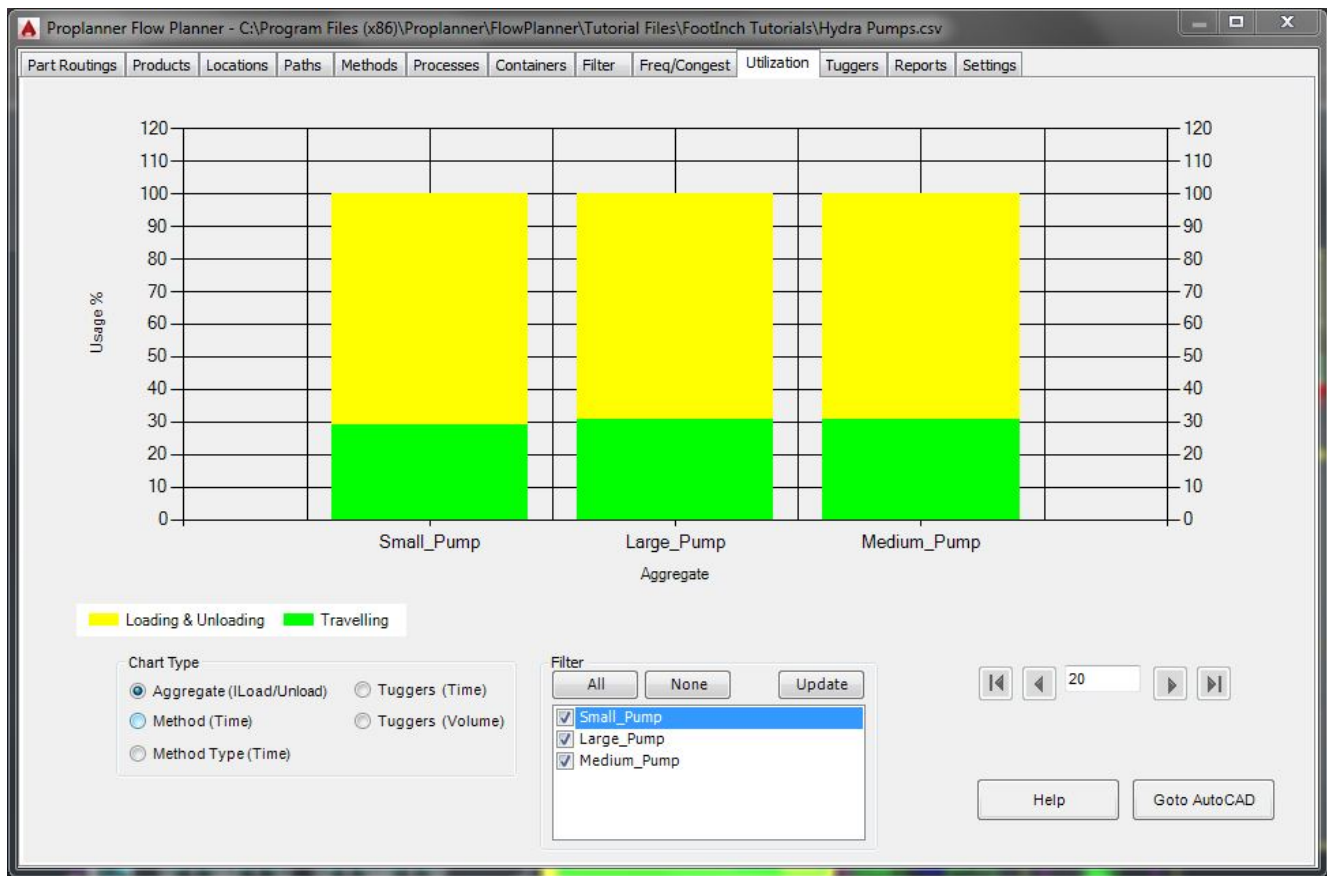 Proplanner Flow Planner - C:\Program Files (x86)\Proplanner\FlowPlanner\Tutorial Files\FootInch Tutorials\Hydra Pumps.csv
Part Routings Products Locations Paths Methods Processes Containers Filter Freq/Congest Utilization Tuggers Reports Settings
120 120
110 110
100 100
90 90
80 80
70 70
60 60
50 50
40 40
30 30
20 20
10 10
0 0
Usage %
Small_Pump Large_Pump Medium_Pump
Aggregate
Loading & Unloading Travelling
Chart Type
Aggregate (lLoad/Unload) Tuggers (Time)
Method (Time) Tuggers (Volume)
Method Type (Time)
Filter
All None Update
Small_Pump
Large_Pump
Medium_Pump
20
Help Goto AutoCAD